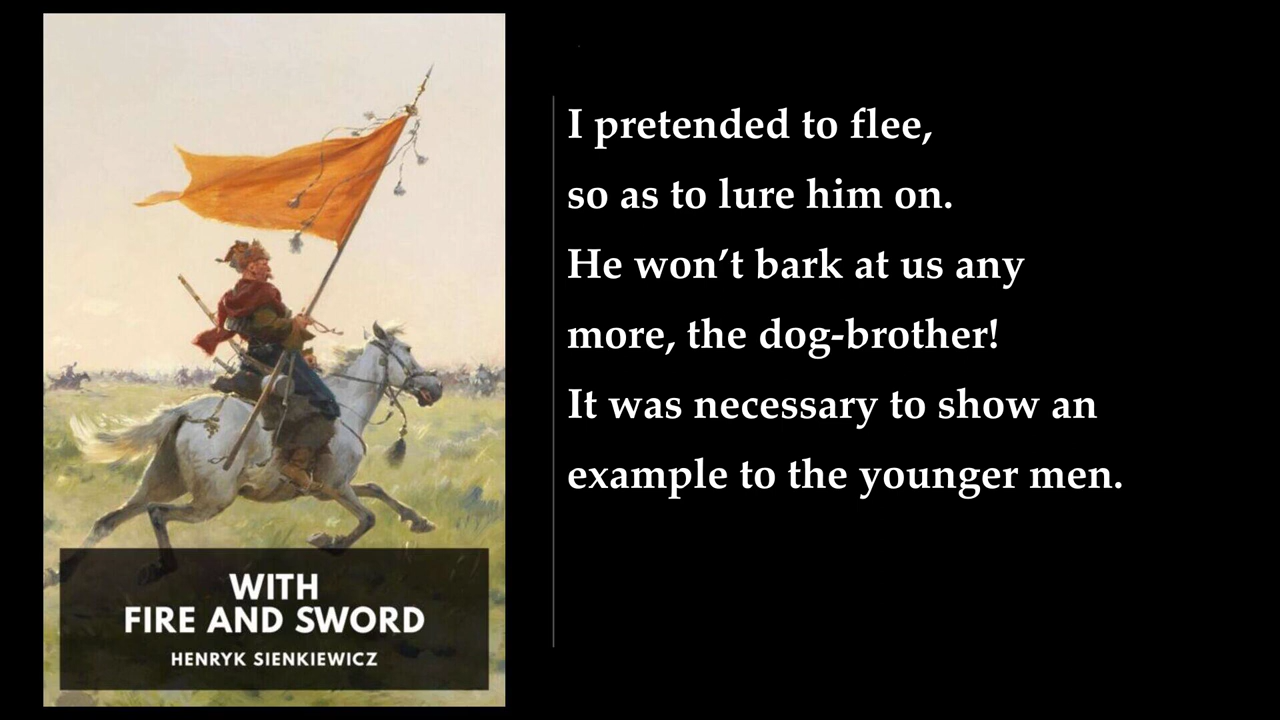 WITH
FIRE AND SWORD
HENRYK SIENKIEWICZ
I pretended to flee,
so as to lure him on.
He won’t bark at us any
more, the dog-brother!
It was necessary to show an
example to the younger men.